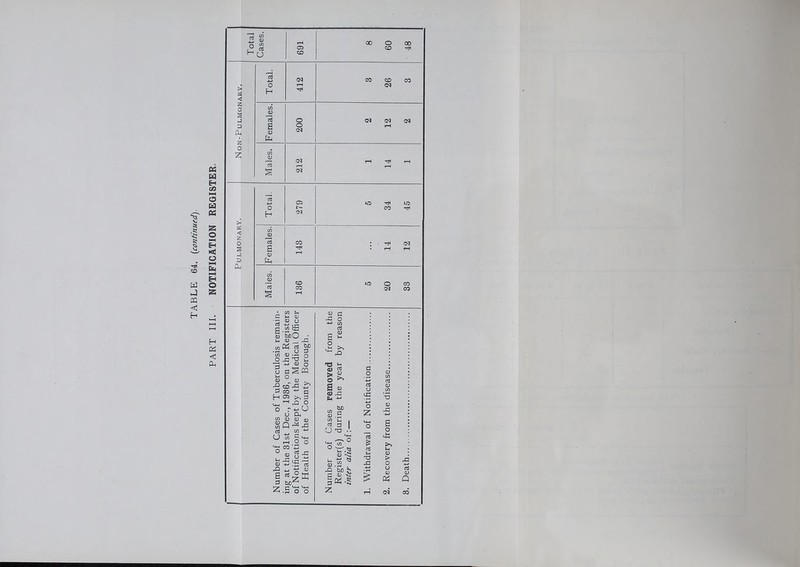 TABLE 64. (continued).
PART III. NOTIFICATION REGISTER.
Pulmonary. Non-Pulmonary. Total Cases.
Males. Females. Total. Males. Females. Total.
Number of Cases of Tuberculosis remain-
ing at the 31st Dec., 1936, on the Registers
of Notifications kept by the Medical Officer
of Health of the County Borough. 136 143 279 212 200 412 691
Number of Cases removed from the
Register(s) during the year by reason
inter alia of:—
1. Withdrawal of Notification 5 ... 5 1 2 3 8
2. Recovery from the disease 20 14 34 14 12 26 60
3. Death 33 12 45 1 2 3 48